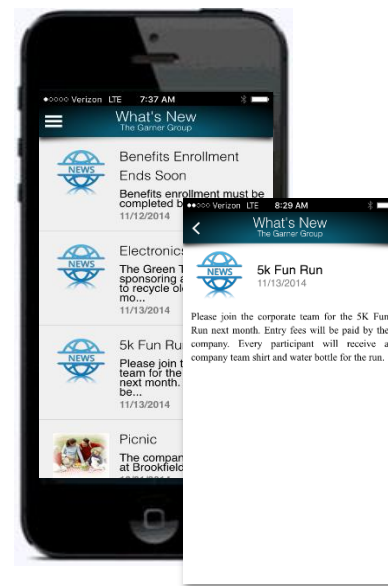 Verizon LTE 7:37 AM
What's New
The Garner Group
NEWS
Benefits Enrollment
Ends Soon
Benefits enrollment must be
completed b
11/12/2014
NEWS
Electronics
The Green T
sponsoring a
to recycle ol
mo...
11/13/2014
NEWS
5k Fun Ru
Please join t
team for the
next month.
be...
11/13/2014
Picnic
The compan
at Brookfield
Verizon LTE 8:29 AM
What's New
The Garner Group
NEWS
5k Fun Run
11/13/2014
Please join the corporate team for the 5K Fun
Run next month. Entry fees will be paid by the
company. Every participant will receive a
company team shirt and water bottle for the run.